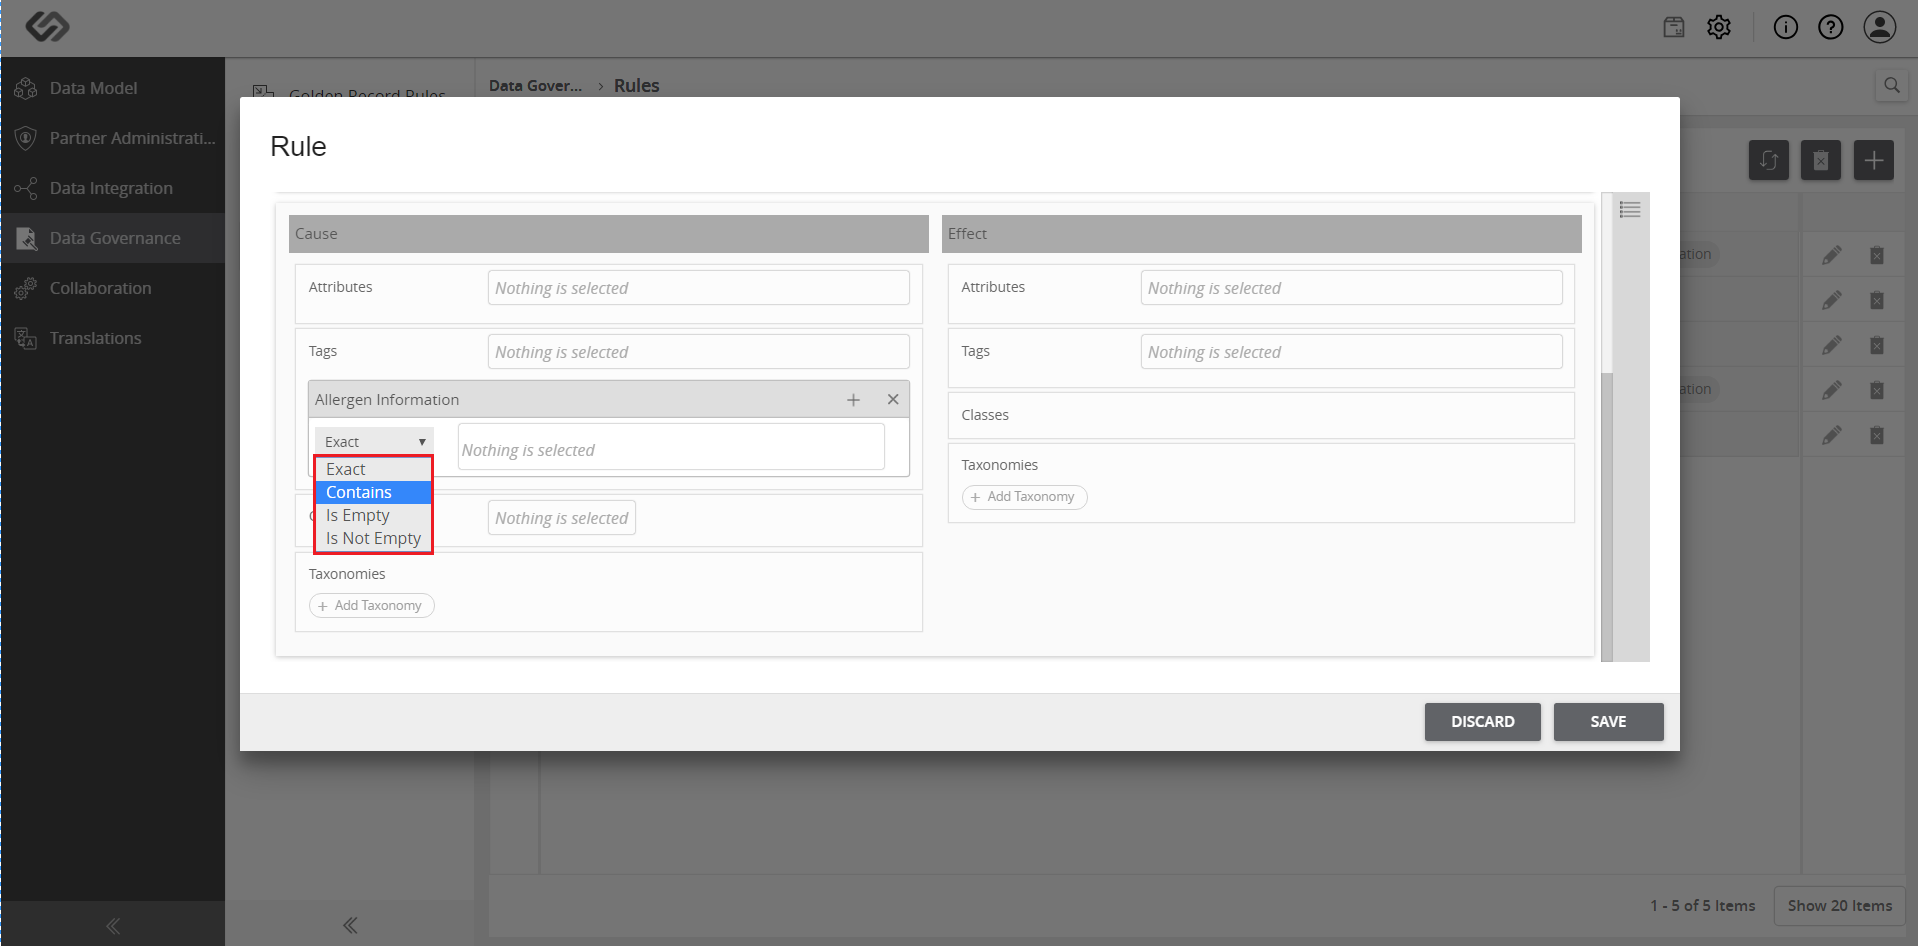 Data Model
Partner Administrati...
Data Integration
Data Governance
Collaboration
Translations
Golden Record Rules
Data Gover... > Rules
Rule
Cause
Attributes
Nothing is selected
Tags
Nothing is selected
Allergen Information
Exact
Nothing is selected
Exact
Contains
Is Empty
Is Not Empty
Nothing is selected
Taxonomies
+ Add Taxonomy
Effect
Attributes
Nothing is selected
Tags
Nothing is selected
Classes
Taxonomies
+ Add Taxonomy
ation
ation
DISCARD
SAVE
1 - 5 of 5 Items
Show 20 Items